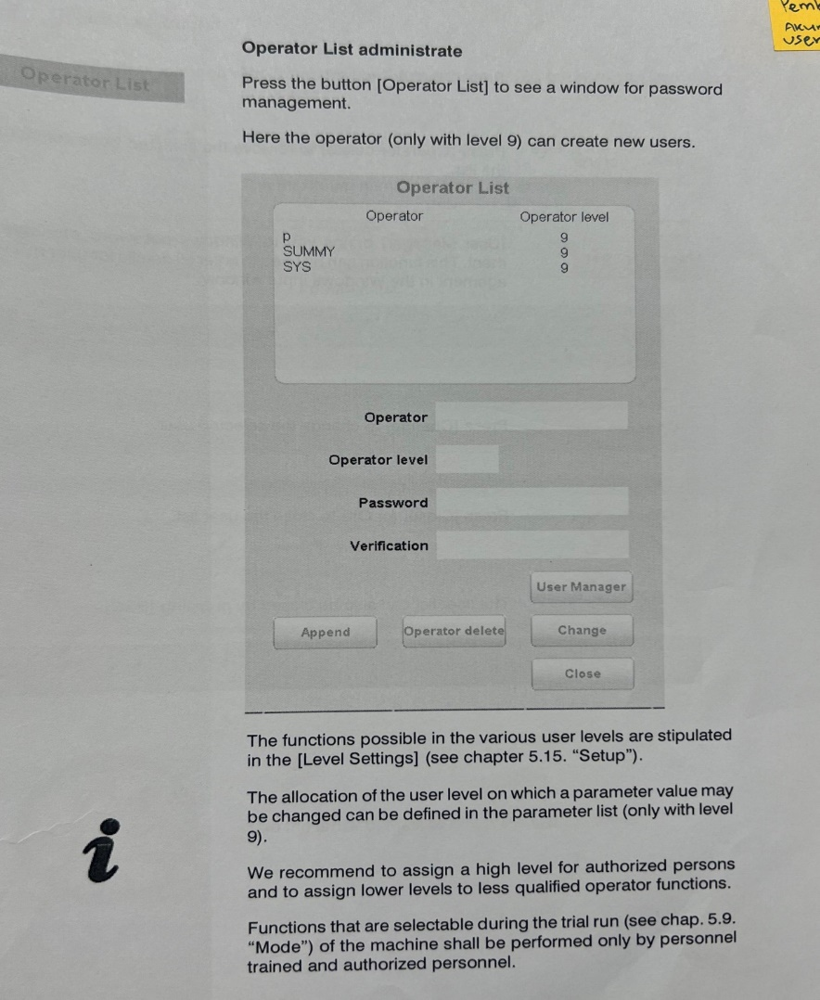 Akun
user
Operator List
Operator List administrate
Press the button [Operator List] to see a window for password
management.
Here the operator (only with level 9) can create new users.
Operator List
Operator Operator level
p 9
SUMMY 9
SYS 9
Operator
Operator level
Password
Verification
User Manager
Append Operator delete Change
Close
The functions possible in the various user levels are stipulated
in the [Level Settings] (see chapter 5.15. “Setup”).
The allocation of the user level on which a parameter value may
be changed can be defined in the parameter list (only with level
9).
i
We recommend to assign a high level for authorized persons
and to assign lower levels to less qualified operator functions.
Functions that are selectable during the trial run (see chap. 5.9.
“Mode”) of the machine shall be performed only by personnel
trained and authorized personnel.